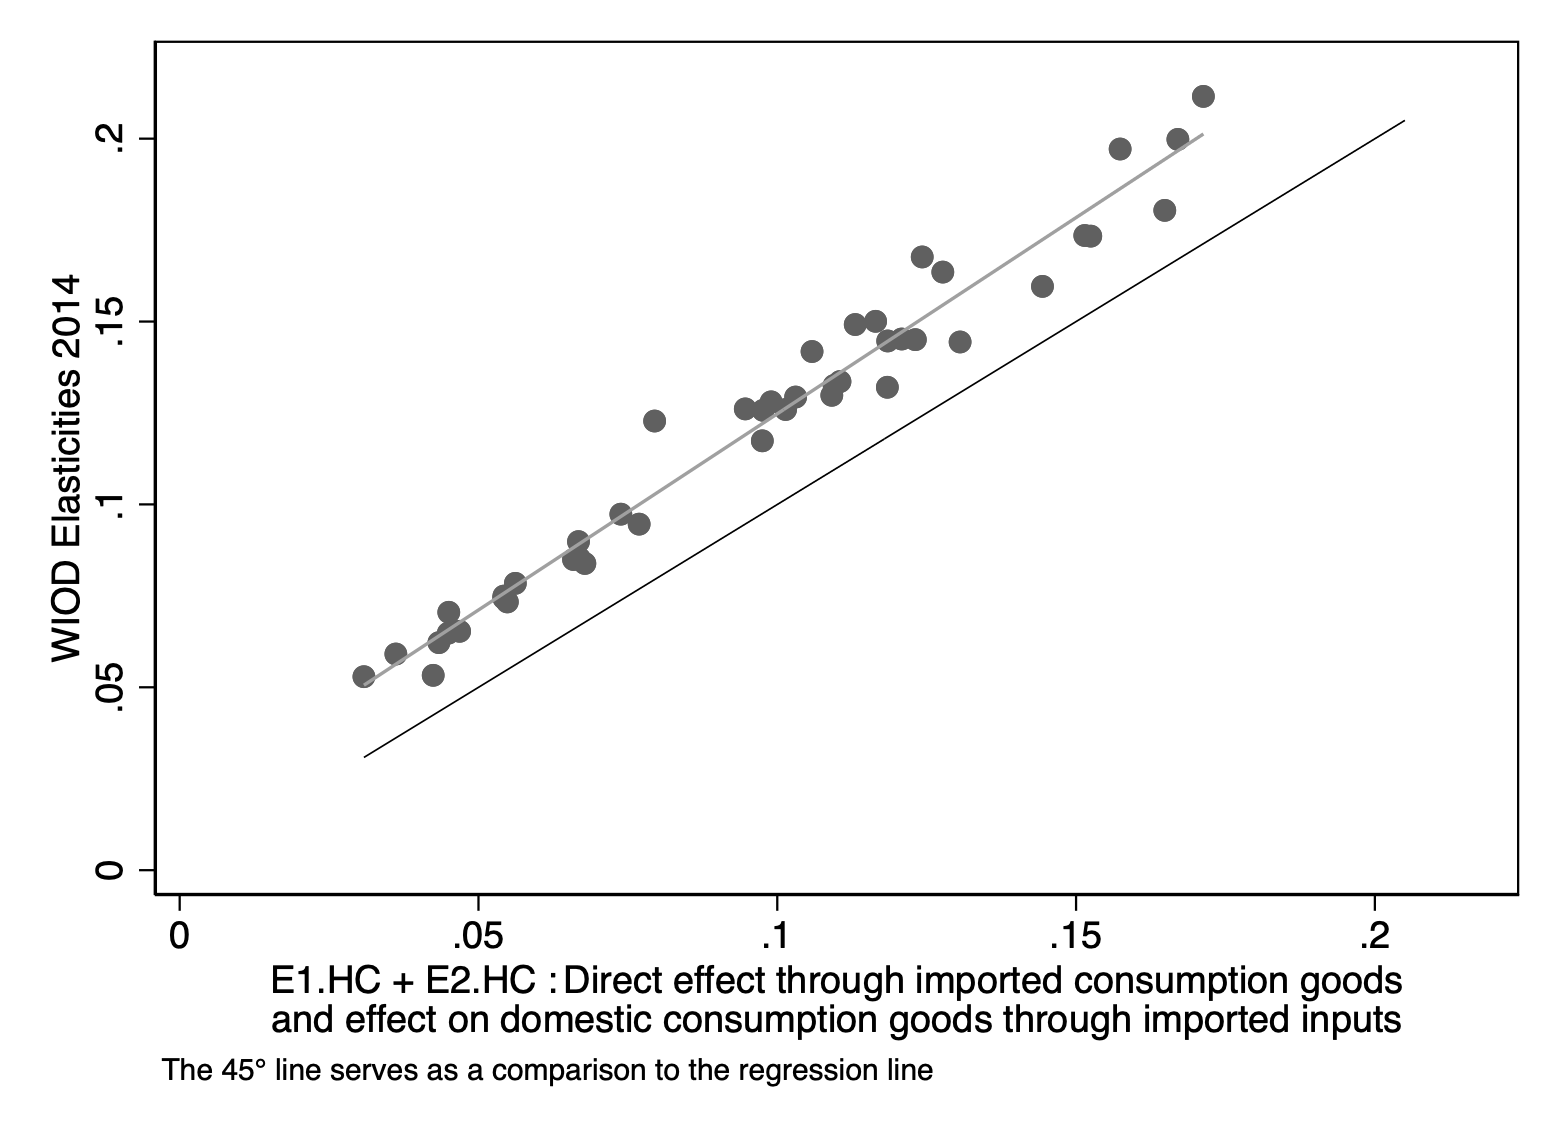 WIOD Elasticities 2014
.2
.15
.1
.05
0
0 .05 .1 .15 .2
E1.HC + E2.HC : Direct effect through imported consumption goods
and effect on domestic consumption goods through imported inputs
The 45° line serves as a comparison to the regression line